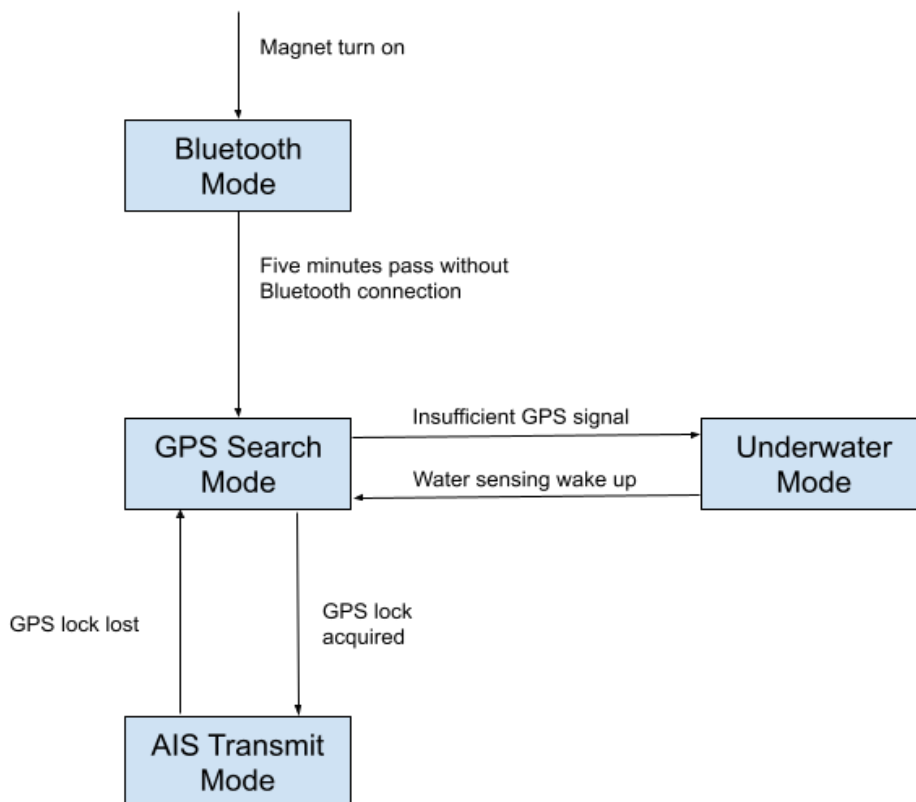 Magnet turn on
Bluetooth
Mode
Five minutes pass without
Bluetooth connection
Insufficient GPS signal
GPS Search
Mode
Underwater
Mode
Water sensing wake up
GPS lock lost
GPS lock
acquired
AIS Transmit
Mode